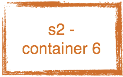 s2 -
container 6